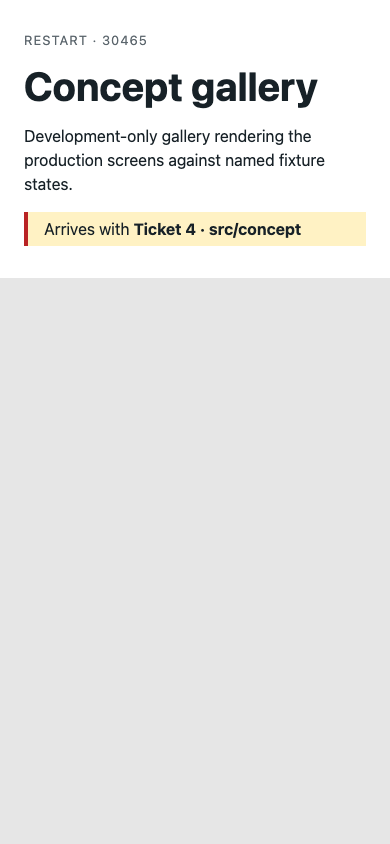 RESTART · 30465
Concept gallery
Development-only gallery rendering the
production screens against named fixture
states.
Arrives with Ticket 4 · src/concept